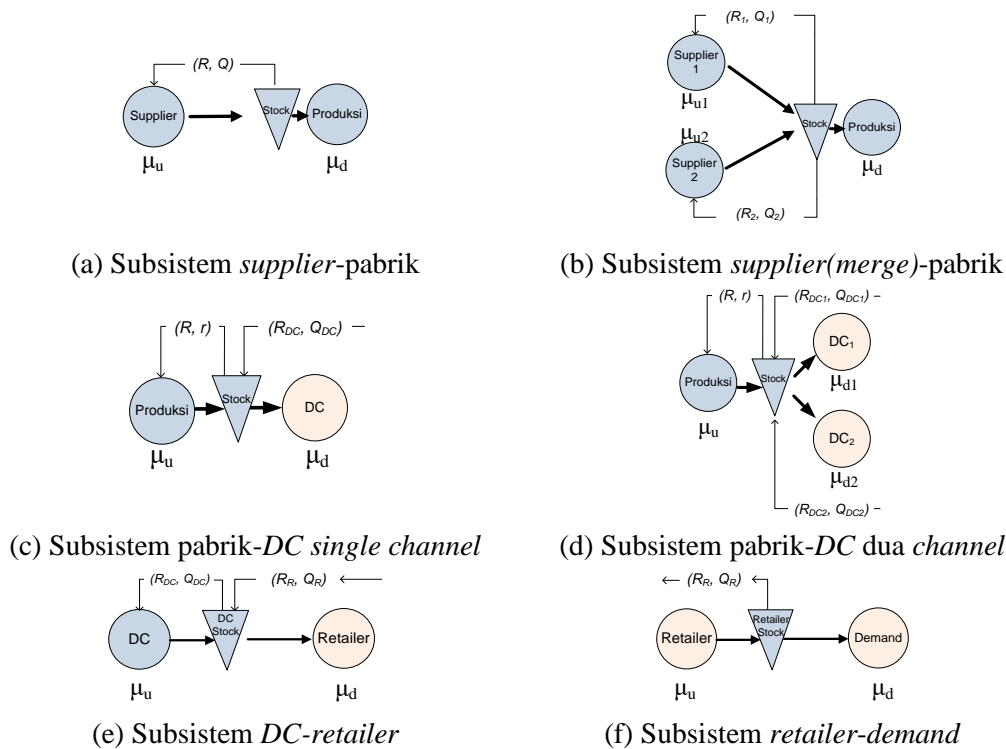 (R, Q)
Supplier
Stock
Produksi
μu
μd
(a) Subsistem supplier-pabrik
(R1, Q1)
Supplier
1
μu1
μu2
Stock
Produksi
μd
Supplier
2
(R2, Q2)
(b) Subsistem supplier(merge)-pabrik
(R, r)
(RDC, QDC)
Produksi
Stock
DC
μu
μd
(c) Subsistem pabrik-DC single channel
(R, r)
(RDC1, QDC1)
DC1
μd1
Produksi
Stock
μu
DC2
μd2
(RDC2, QDC2)
(d) Subsistem pabrik-DC dua channel
(RDC, QDC)
(RR, QR)
DC
DC
Stock
Retailer
μu
μd
(e) Subsistem DC-retailer
(RR, QR)
Retailer
Retailer
Stock
Demand
μu
μd
(f) Subsistem retailer-demand